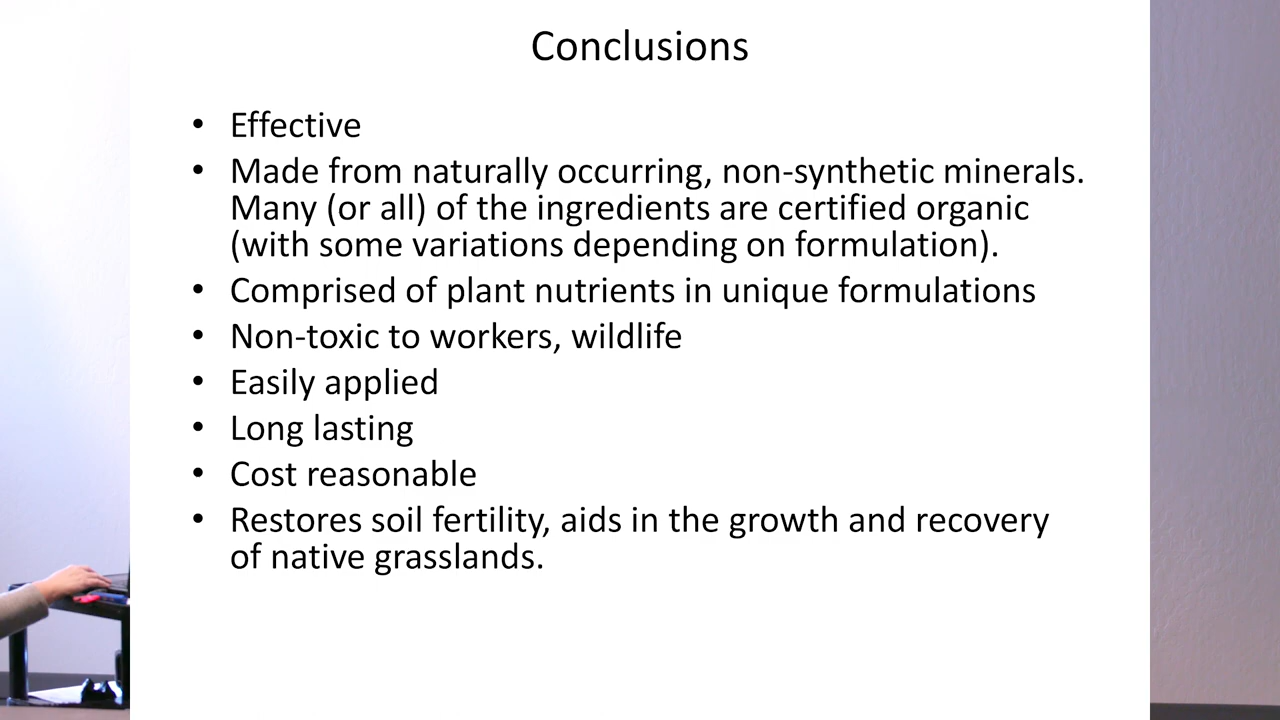 Conclusions
• Effective
• Made from naturally occurring, non-synthetic minerals.
Many (or all) of the ingredients are certified organic
(with some variations depending on formulation).
• Comprised of plant nutrients in unique formulations
• Non-toxic to workers, wildlife
• Easily applied
• Long lasting
• Cost reasonable
• Restores soil fertility, aids in the growth and recovery
of native grasslands.